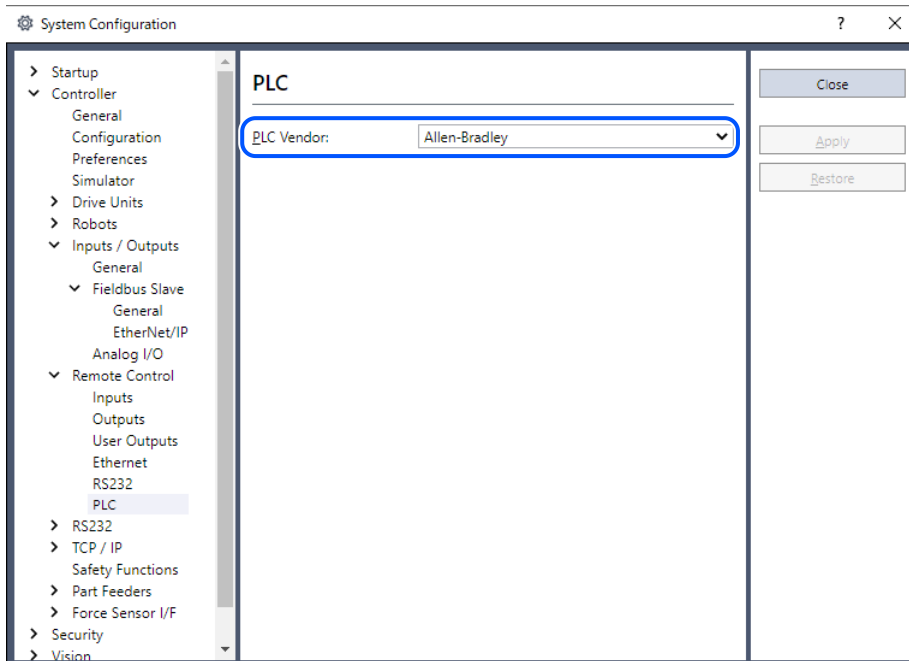 System Configuration
?
Startup
Controller
General
Configuration
Preferences
Simulator
Drive Units
Robots
Inputs / Outputs
General
Fieldbus Slave
General
EtherNet/IP
Analog I/O
Remote Control
Inputs
Outputs
User Outputs
Ethernet
RS232
PLC
RS232
TCP / IP
Safety Functions
Part Feeders
Force Sensor I/F
Security
Vision
PLC
PLC Vendor: Allen-Bradley
Close
Apply
Restore